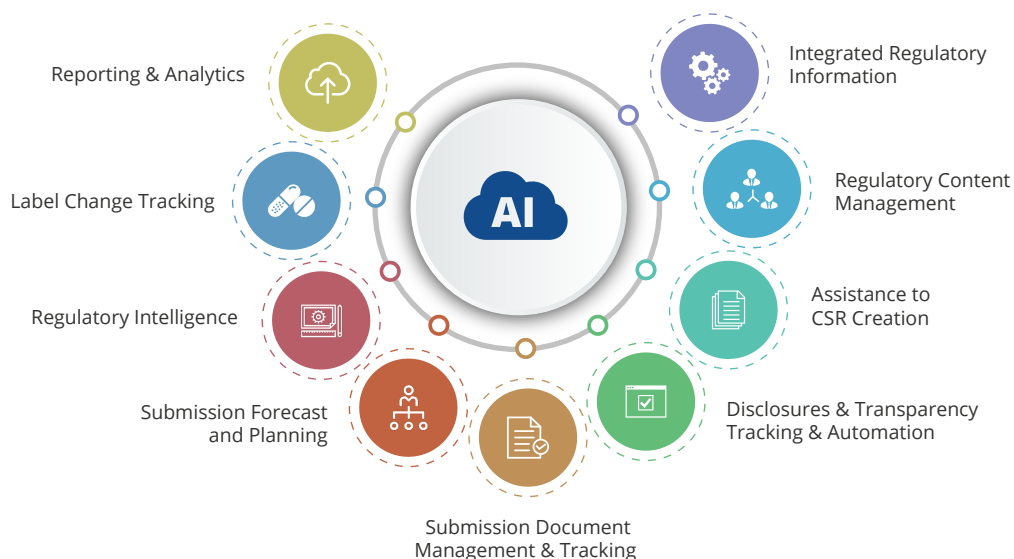 Reporting & Analytics
Integrated Regulatory
Information
Label Change Tracking
AI
Regulatory Content
Management
Regulatory Intelligence
Assistance to
CSR Creation
Submission Forecast
and Planning
Disclosures & Transparency
Tracking & Automation
Submission Document
Management & Tracking